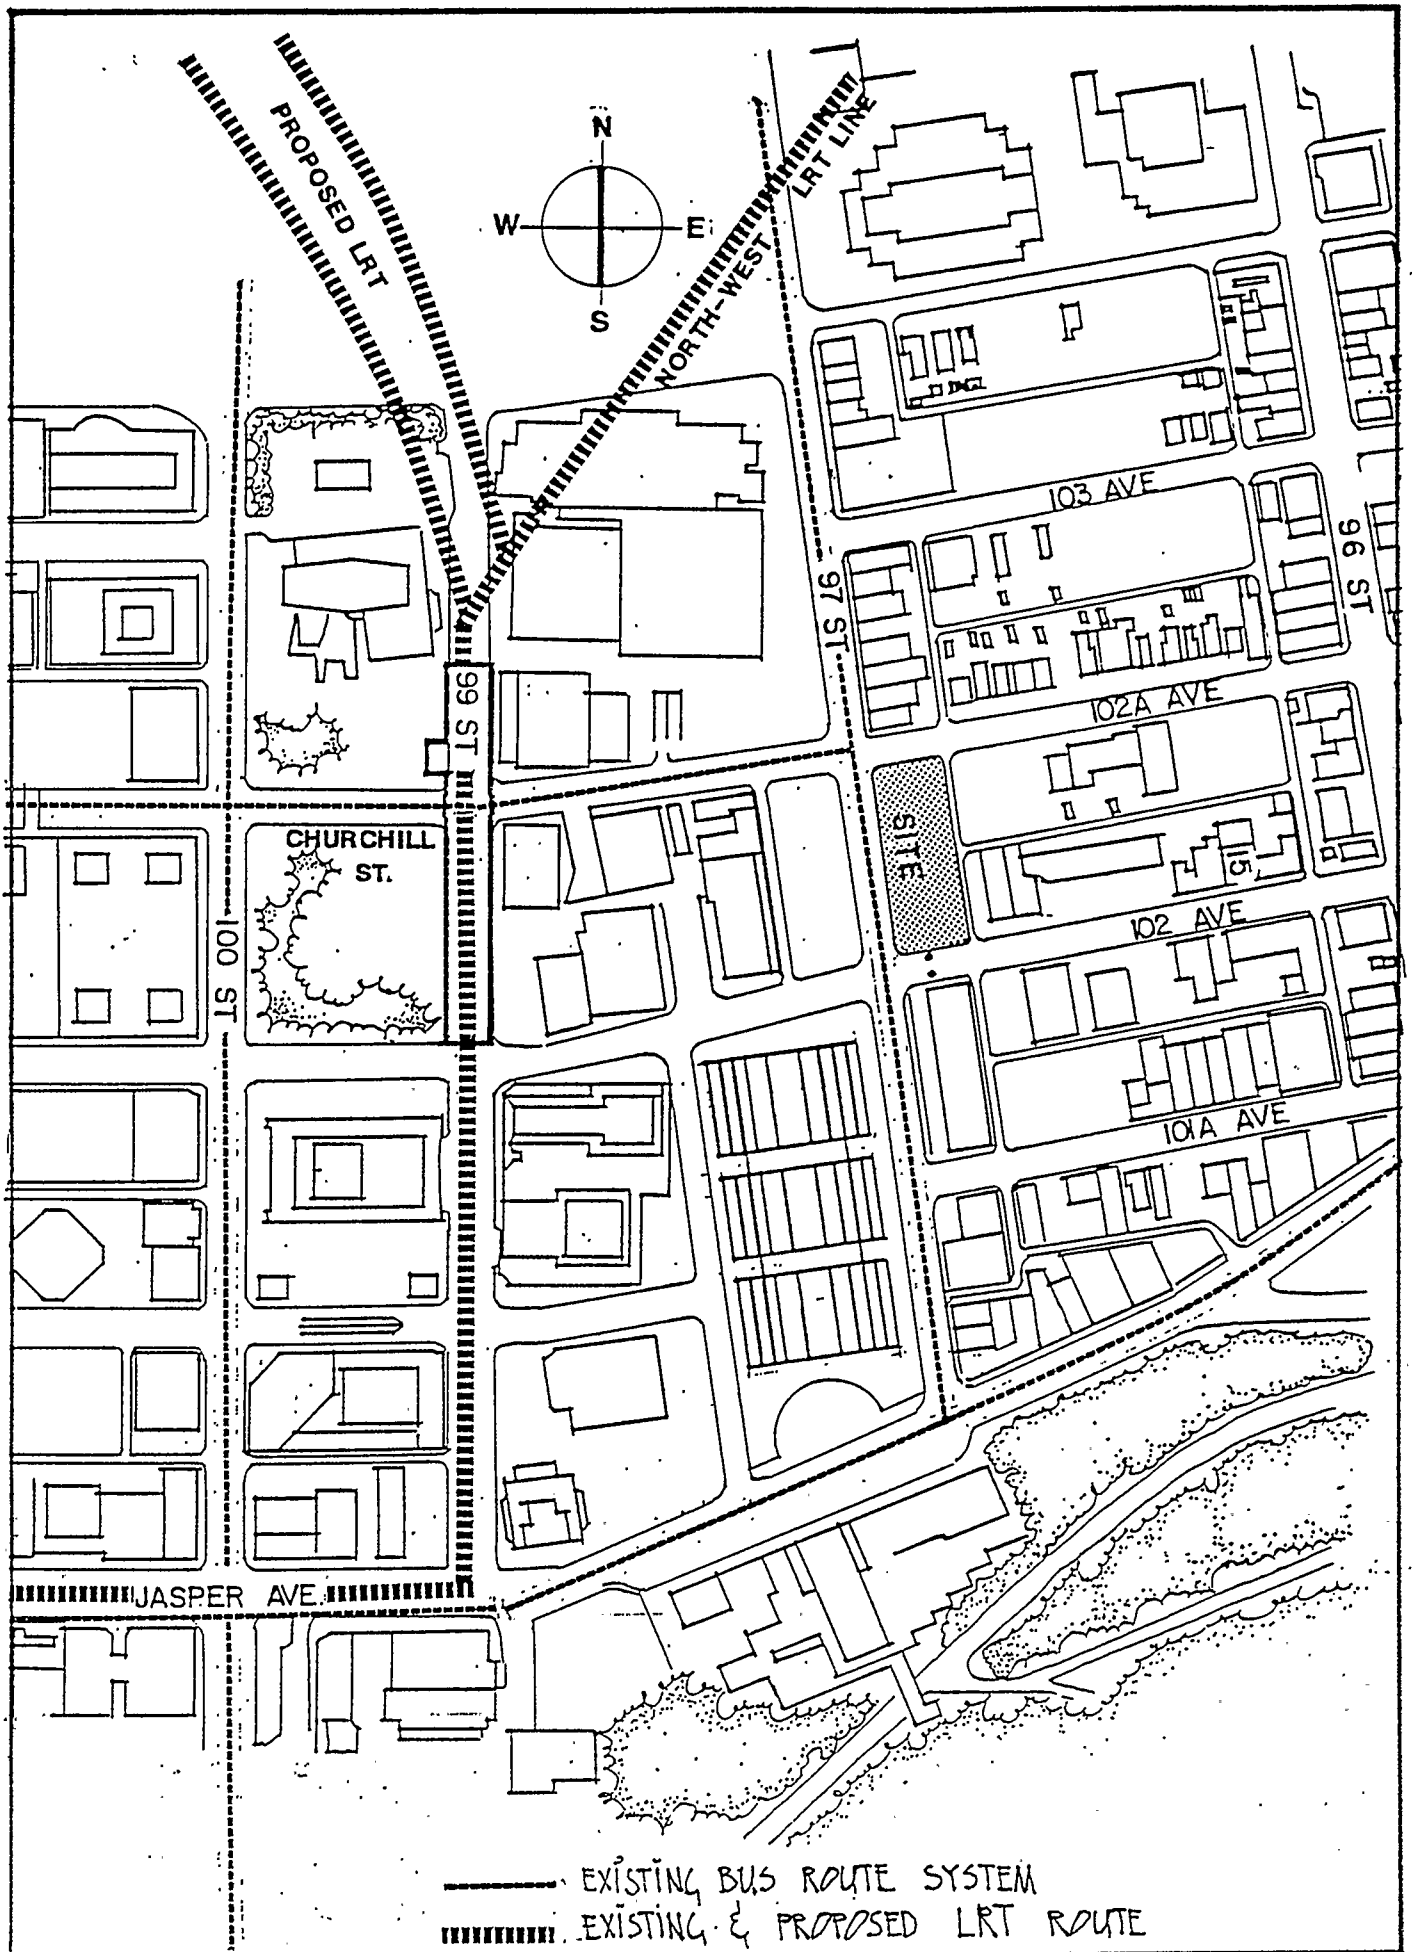 PROPOSED LRT
N
W
E
S
NORTH-WEST LRT LINE
103 AVE
96 ST
97 ST
99 ST
102A AVE
SITE
CHURCHILL
ST.
15
102 AVE
100 ST
101A AVE
JASPER AVE.
EXISTING BUS ROUTE SYSTEM
EXISTING & PROPOSED LRT ROUTE